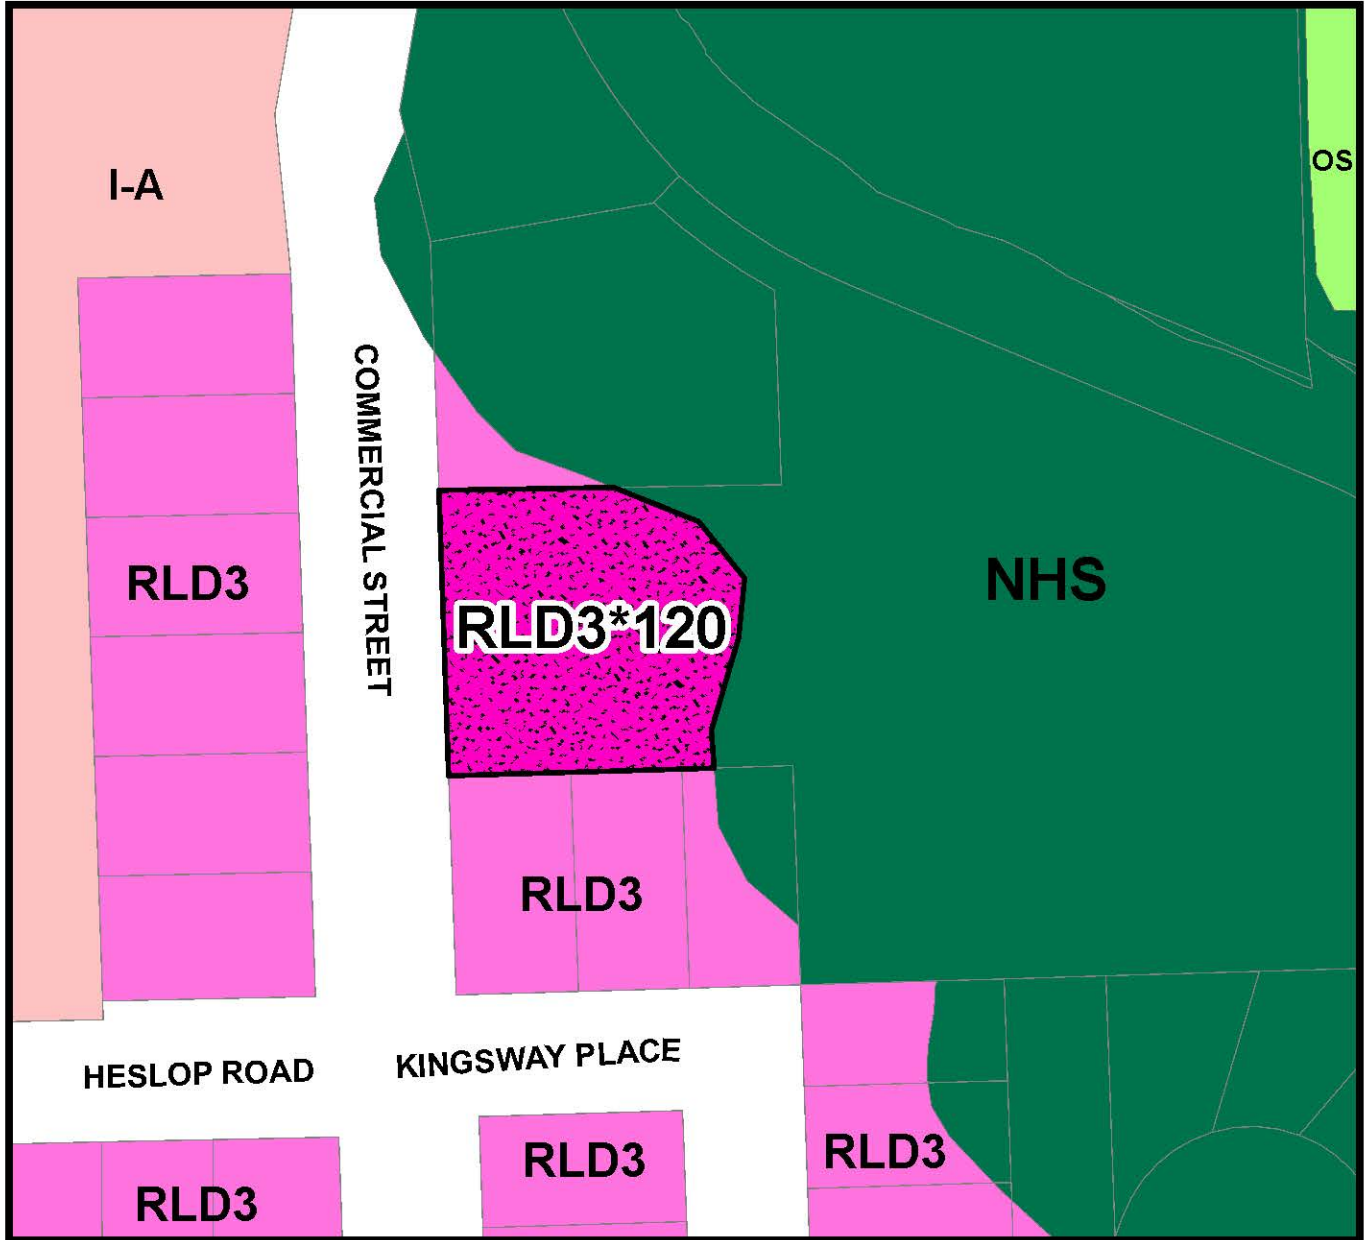 OS
I-A
COMMERCIAL STREET
RLD3
NHS
RLD3*120
RLD3
HESLOP ROAD
KINGSWAY PLACE
RLD3
RLD3
RLD3